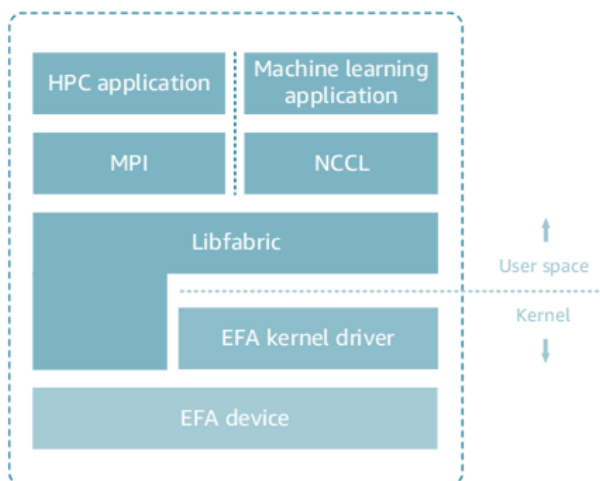 HPC application
Machine learning
application
MPI
NCCL
Libfabric
User space
Kernel
EFA kernel driver
EFA device